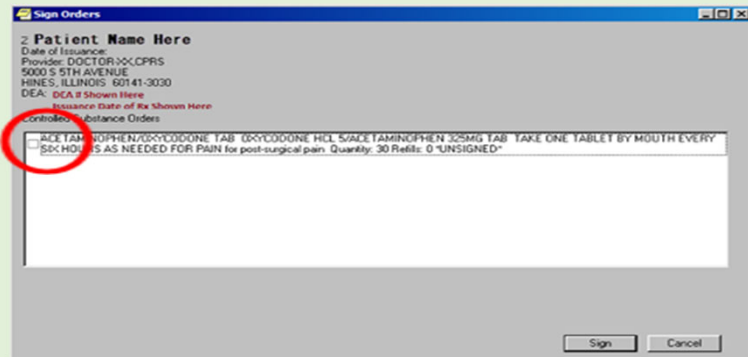 Sign Orders
2 Patient Name Here
Date of Issuance:
Provider: DOCTOR-XX,CPRS
5000 S 5TH AVENUE
HINES, ILLINOIS 60141-3030
DEA: DEA # Shown Here
Issuance Date of Rx Shown Here
Controlled Substance Orders
ACETAMINOPHEN/OXYCODONE TAB OXYCODONE HCL 5/ACETAMINOPHEN 325MG TAB TAKE ONE TABLET BY MOUTH EVERY
SIX HOURS AS NEEDED FOR PAIN for post-surgical pain Quantity: 30 Refills: 0 *UNSIGNED*
Sign Cancel